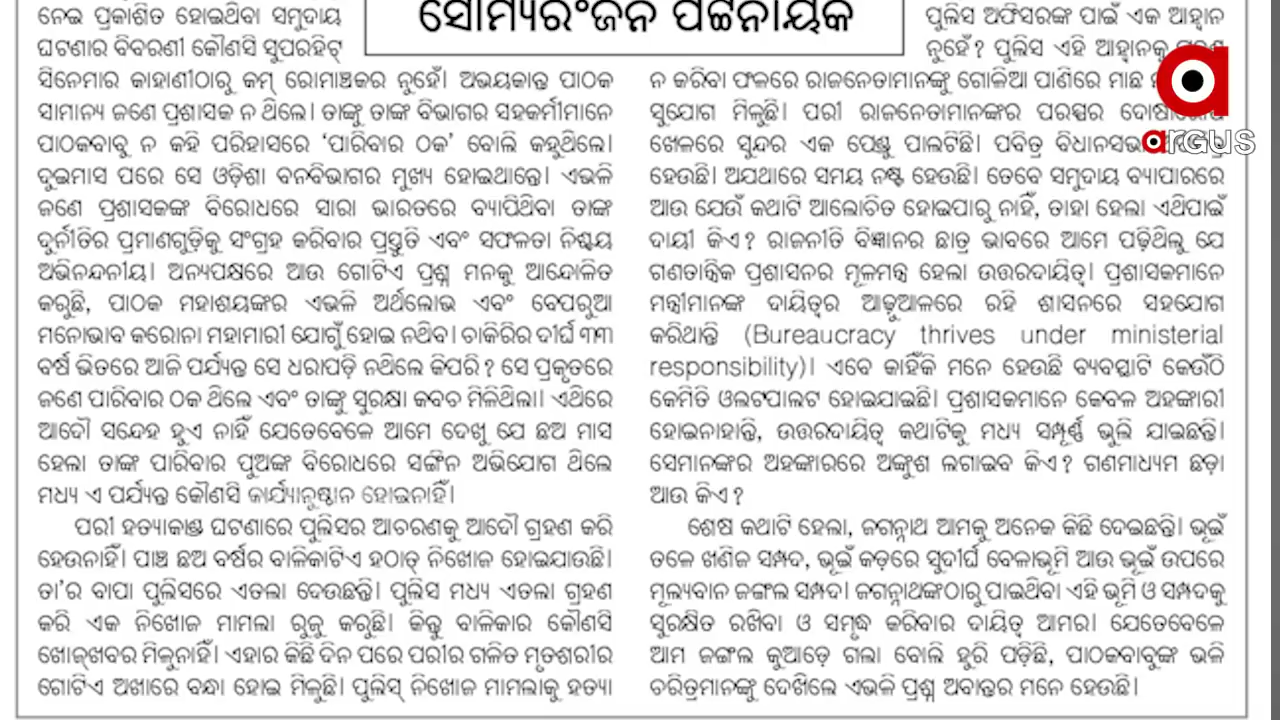 ସୌମ୍ୟରଂଜନ ପଟ୍ଟନାୟକ
ନେଇ ପ୍ରକାଶିତ ହୋଇଥିବା ସମୁଦାୟ
ଘଟଣାର ବିବରଣୀ କୌଣସି ସୁପରହିଟ୍
ସିନେମାର କାହାଣୀଠାରୁ କମ୍ ରୋମାଞ୍ଚକର ନୁହେଁ। ଅଭୟକାନ୍ତ ପାଠକ
ସାମାନ୍ୟ ଜଣେ ପ୍ରଶାସକ ନ ଥିଲେ। ତାଙ୍କୁ ତାଙ୍କ ବିଭାଗର ସହକର୍ମୀମାନେ
ପାଠକବାବୁ ନ କହି ପରିହାସରେ ‘ପାରିବାର ଠକ’ ବୋଲି କହୁଥିଲେ।
ଦୁଇମାସ ପରେ ସେ ଓଡ଼ିଶା ବନବିଭାଗର ମୁଖ୍ୟ ହୋଇଥାନ୍ତେ। ଏଭଳି
ଜଣେ ପ୍ରଶାସକଙ୍କ ବିରୋଧରେ ସାରା ଭାରତରେ ବ୍ୟାପିଥିବା ତାଙ୍କ
ଦୁର୍ନୀତିର ପ୍ରମାଣଗୁଡ଼ିକୁ ସଂଗ୍ରହ କରିବାର ପ୍ରସ୍ତୁତି ଏବଂ ସଫଳତା ନିଶ୍ଚୟ
ଅଭିନନ୍ଦନୀୟ। ଅନ୍ୟପକ୍ଷରେ ଆଉ ଗୋଟିଏ ପ୍ରଶ୍ନ ମନକୁ ଆନ୍ଦୋଳିତ
କରୁଛି, ପାଠକ ମହାଶୟଙ୍କର ଏଭଳି ଅର୍ଥଲୋଭ ଏବଂ ବେପରୁଆ
ମନୋଭାବ କରୋନା ମହାମାରୀ ଯୋଗୁଁ ହୋଇ ନଥିବ। ଚାକିରିର ଦୀର୍ଘ ୩୩
ବର୍ଷ ଭିତରେ ଆଜି ପର୍ଯ୍ୟନ୍ତ ସେ ଧରାପଡ଼ି ନଥିଲେ କିପରି? ସେ ପ୍ରକୃତରେ
ଜଣେ ପାରିବାର ଠକ ଥିଲେ ଏବଂ ତାଙ୍କୁ ସୁରକ୍ଷା କବଚ ମିଳିଥିଲା। ଏଥିରେ
ଆଦୌ ସନ୍ଦେହ ହୁଏ ନାହିଁ ଯେତେବେଳେ ଆମେ ଦେଖୁ ଯେ ଛଅ ମାସ
ହେଲା ତାଙ୍କ ପାରିବାର ପୁଅଙ୍କ ବିରୋଧରେ ସଙ୍ଗିନ ଅଭିଯୋଗ ଥିଲେ
ମଧ୍ୟ ଏ ପର୍ଯ୍ୟନ୍ତ କୌଣସି କାର୍ଯ୍ୟାନୁଷ୍ଠାନ ହୋଇନାହିଁ।
ପରୀ ହତ୍ୟାକାଣ୍ଡ ଘଟଣାରେ ପୁଲିସର ଆଚରଣକୁ ଆଦୌ ଗ୍ରହଣ କରି
ହେଉନାହିଁ। ପାଞ୍ଚ ଛଅ ବର୍ଷର ବାଳିକାଟିଏ ହଠାତ୍ ନିଖୋଜ ହୋଇଯାଉଛି।
ତା’ର ବାପା ପୁଲିସରେ ଏତଲା ଦେଉଛନ୍ତି। ପୁଲିସ ମଧ୍ୟ ଏତଲା ଗ୍ରହଣ
କରି ଏକ ନିଖୋଜ ମାମଲା ରୁଜୁ କରୁଛି। କିନ୍ତୁ ବାଳିକାର କୌଣସି
ଖୋଜ୍‌ଖବର ମିଳୁନାହିଁ। ଏହାର କିଛି ଦିନ ପରେ ପରୀର ଗଳିତ ମୃତଶରୀର
ଗୋଟିଏ ଅଖାରେ ବନ୍ଧା ହୋଇ ମିଳୁଛି। ପୁଲିସ୍ ନିଖୋଜ ମାମଲାକୁ ହତ୍ୟା
ପୁଲିସ ଅଫିସରଙ୍କ ପାଇଁ ଏକ ଆହ୍ୱାନ
ନୁହେଁ? ପୁଲିସ ଏହି ଆହ୍ୱାନକୁ
ନ କରିବା ଫଳରେ ରାଜନେତାମାନଙ୍କୁ ଗୋଳିଆ ପାଣିରେ ମାଛ
ସୁଯୋଗ ମିଳୁଛି। ପରୀ ରାଜନେତାମାନଙ୍କର ପରସ୍ପର
ଖେଳରେ ସୁନ୍ଦର ଏକ ପେଣ୍ଡୁ ପାଲଟିଛି। ପବିତ୍ର ବିଧାନସଭା
ହେଉଛି। ଅଯଥାରେ ସମୟ ନଷ୍ଟ ହେଉଛି। ତେବେ ସମୁଦାୟ ବ୍ୟାପାରରେ
ଆଉ ଯେଉଁ କଥାଟି ଆଲୋଚିତ ହୋଇପାରୁ ନାହିଁ, ତାହା ହେଲା ଏଥିପାଇଁ
ଦାୟୀ କିଏ? ରାଜନୀତି ବିଜ୍ଞାନର ଛାତ୍ର ଭାବରେ ଆମେ ପଢ଼ିଥିଲୁ ଯେ
ଗଣତାନ୍ତ୍ରିକ ପ୍ରଶାସନର ମୂଳମନ୍ତ୍ର ହେଲା ଉତ୍ତରଦାୟିତ୍ୱ। ପ୍ରଶାସକମାନେ
ମନ୍ତ୍ରୀମାନଙ୍କ ଦାୟିତ୍ୱର ଆଢ଼ୁଆଳରେ ରହି ଶାସନରେ ସହଯୋଗ
କରିଥାନ୍ତି (Bureaucracy thrives under ministerial
responsibility)। ଏବେ କାହିଁକି ମନେ ହେଉଛି ବ୍ୟବସ୍ଥାଟି କେଉଁଠି
କେମିତି ଓଲଟପାଲଟ ହୋଇଯାଇଛି। ପ୍ରଶାସକମାନେ କେବଳ ଅହଙ୍କାରୀ
ହୋଇନାହାନ୍ତି, ଉତ୍ତରଦାୟିତ୍ୱ କଥାଟିକୁ ମଧ୍ୟ ସମ୍ପୂର୍ଣ୍ଣ ଭୁଲି ଯାଇଛନ୍ତି।
ସେମାନଙ୍କର ଅହଙ୍କାରରେ ଅଙ୍କୁଶ ଲଗାଇବ କିଏ? ଗଣମାଧ୍ୟମ ଛଡ଼ା
ଆଉ କିଏ?
ଶେଷ କଥାଟି ହେଲା, ଜଗନ୍ନାଥ ଆମକୁ ଅନେକ କିଛି ଦେଇଛନ୍ତି। ଭୂଇଁ
ତଳେ ଖଣିଜ ସମ୍ପଦ, ଭୂଇଁ କଡ଼ରେ ସୁଦୀର୍ଘ ବେଳାଭୂମି ଆଉ ଭୂଇଁ ଉପରେ
ମୂଲ୍ୟବାନ ଜଙ୍ଗଲ ସମ୍ପଦ। ଜଗନ୍ନାଥଙ୍କଠାରୁ ପାଇଥିବା ଏହି ଭୂମି ଓ ସମ୍ପଦକୁ
ସୁରକ୍ଷିତ ରଖିବା ଓ ସମୃଦ୍ଧ କରିବାର ଦାୟିତ୍ୱ ଆମର। ଯେତେବେଳେ
ଆମ ଜଙ୍ଗଲ କୁଆଡ଼େ ଗଲା ବୋଲି ହୁରି ପଡ଼ିଛି, ପାଠକବାବୁଙ୍କ ଭଳି
ଚରିତ୍ରମାନଙ୍କୁ ଦେଖିଲେ ଏଭଳି ପ୍ରଶ୍ନ ଅବାନ୍ତର ମନେ ହେଉଛି।
argus